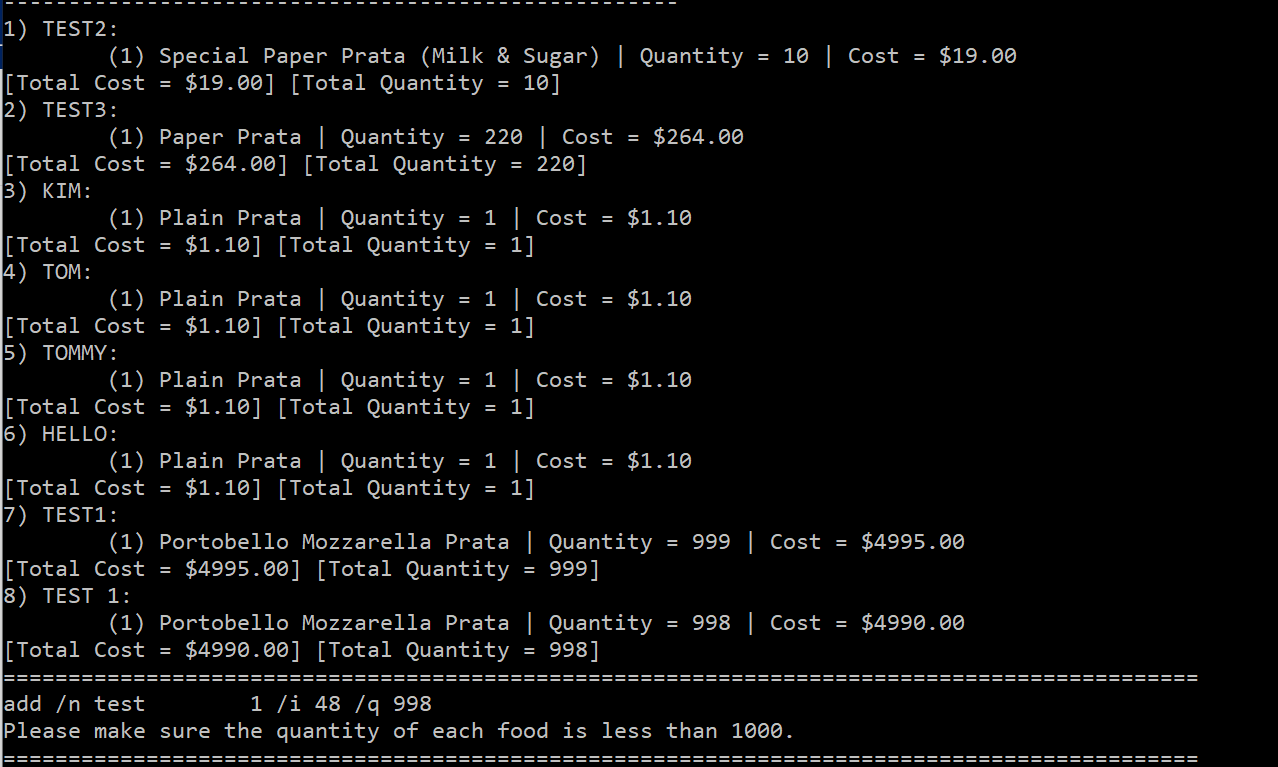 ----------------------------------------------------
1) TEST2:
        (1) Special Paper Prata (Milk & Sugar) | Quantity = 10 | Cost = $19.00
[Total Cost = $19.00] [Total Quantity = 10]
2) TEST3:
        (1) Paper Prata | Quantity = 220 | Cost = $264.00
[Total Cost = $264.00] [Total Quantity = 220]
3) KIM:
        (1) Plain Prata | Quantity = 1 | Cost = $1.10
[Total Cost = $1.10] [Total Quantity = 1]
4) TOM:
        (1) Plain Prata | Quantity = 1 | Cost = $1.10
[Total Cost = $1.10] [Total Quantity = 1]
5) TOMMY:
        (1) Plain Prata | Quantity = 1 | Cost = $1.10
[Total Cost = $1.10] [Total Quantity = 1]
6) HELLO:
        (1) Plain Prata | Quantity = 1 | Cost = $1.10
[Total Cost = $1.10] [Total Quantity = 1]
7) TEST1:
        (1) Portobello Mozzarella Prata | Quantity = 999 | Cost = $4995.00
[Total Cost = $4995.00] [Total Quantity = 999]
8) TEST 1:
        (1) Portobello Mozzarella Prata | Quantity = 998 | Cost = $4990.00
[Total Cost = $4990.00] [Total Quantity = 998]
============================================================================================
add /n test        1 /i 48 /q 998
Please make sure the quantity of each food is less than 1000.
============================================================================================